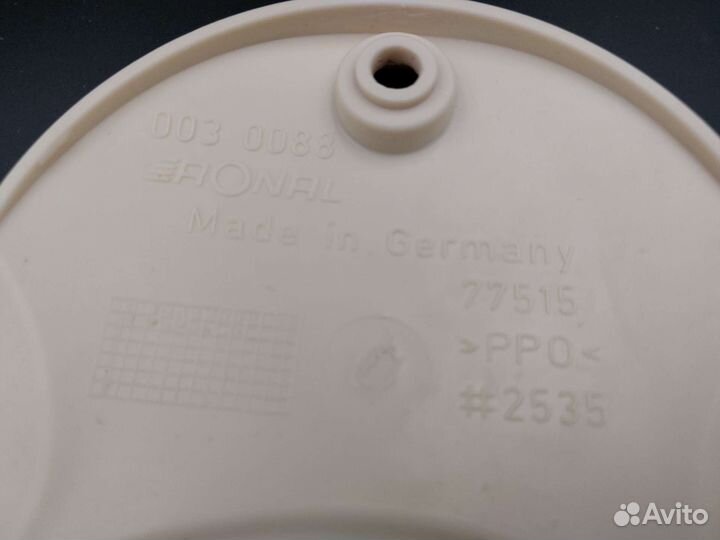 003 0088
RONAL
Made in Germany
77515
>PPO<
#2535
Avito